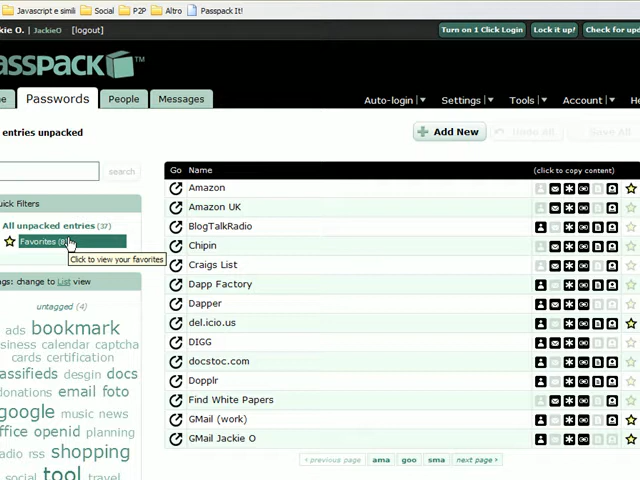 Javascript e simili Social P2P Altro Passpack It!
kie O. | JackieO [logout] Turn on 1 Click Login Lock it up! Check for upd
asspack TM
Passwords People Messages Auto-login Settings Tools Account He
entries unpacked
Add New Undo All Save All
search
uick Filters
All unpacked entries (37)
Favorites (8)
Click to view your favorites
ags: change to List view
untagged (4)
ads bookmark
siness calendar captcha
cards certification
assifieds desgin docs
donations email foto
google music news
ffice openid planning
adio rss shopping
social tool travel
Go Name (click to copy content)
Amazon
Amazon UK
BlogTalkRadio
Chipin
Craigs List
Dapp Factory
Dapper
del.icio.us
DIGG
docstoc.com
Dopplr
Find White Papers
GMail (work)
GMail Jackie O
‹ previous page ama goo sma next page ›